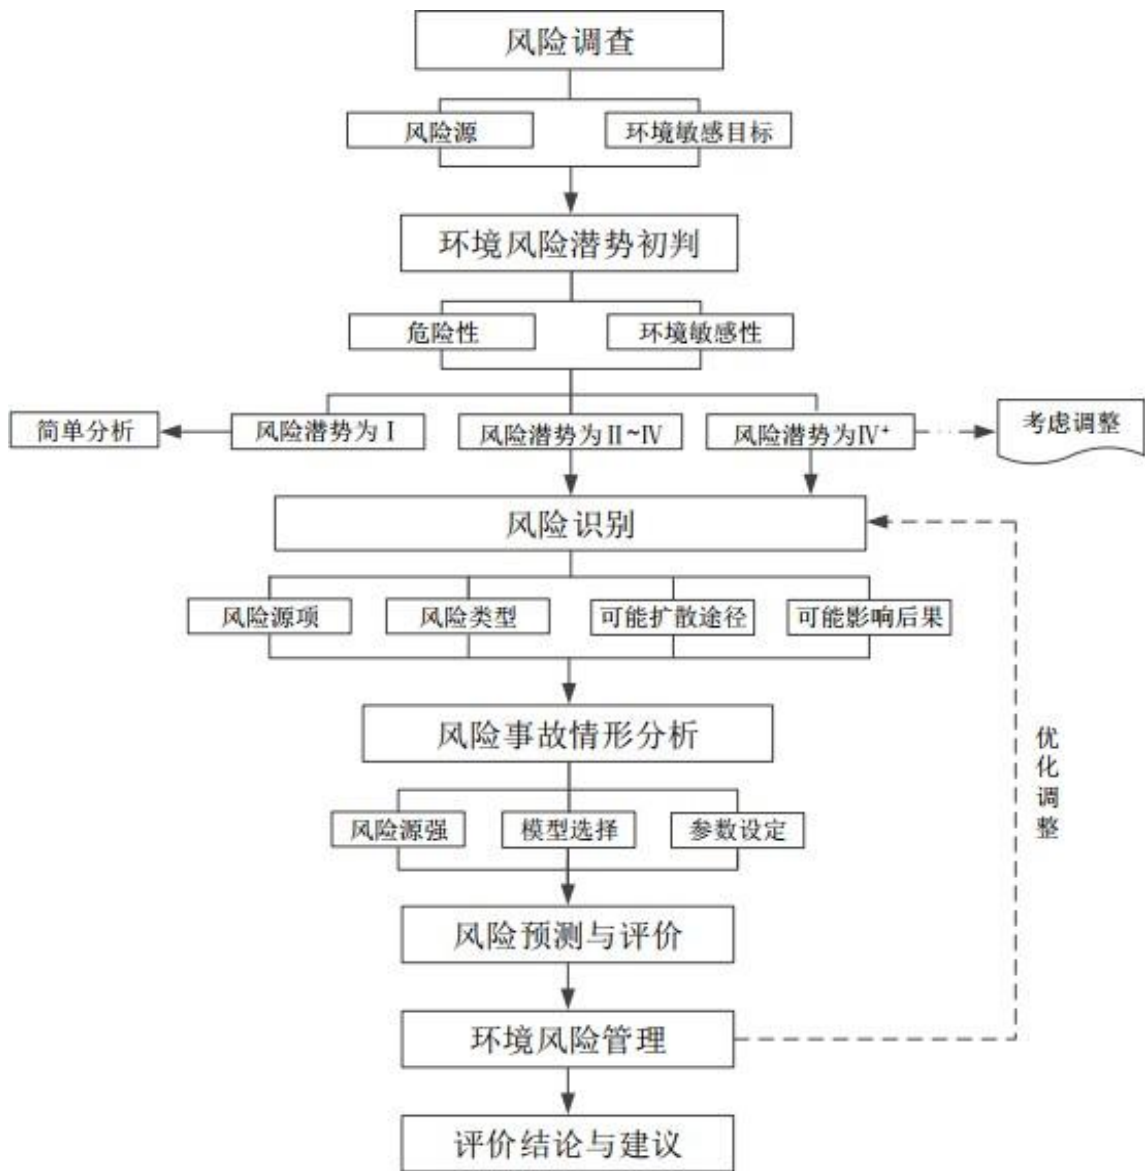 风险调查
风险源
环境敏感目标
环境风险潜势初判
危险性
环境敏感性
简单分析
风险潜势为Ⅰ
风险潜势为Ⅱ~Ⅳ
风险潜势为Ⅳ⁺
考虑调整
风险识别
风险源项
风险类型
可能扩散途径
可能影响后果
风险事故情形分析
风险源强
模型选择
参数设定
优化调整
风险预测与评价
环境风险管理
评价结论与建议